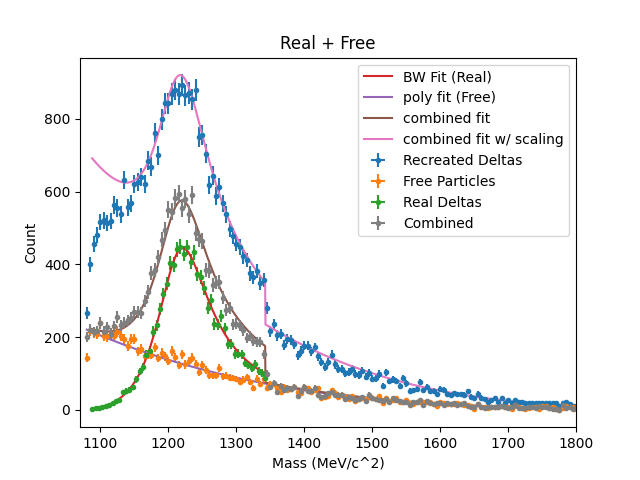 Real + Free
BW Fit (Real)
poly fit (Free)
combined fit
combined fit w/ scaling
Recreated Deltas
Free Particles
Real Deltas
Combined
Count
800
600
400
200
0
1100 1200 1300 1400 1500 1600 1700 1800
Mass (MeV/c^2)